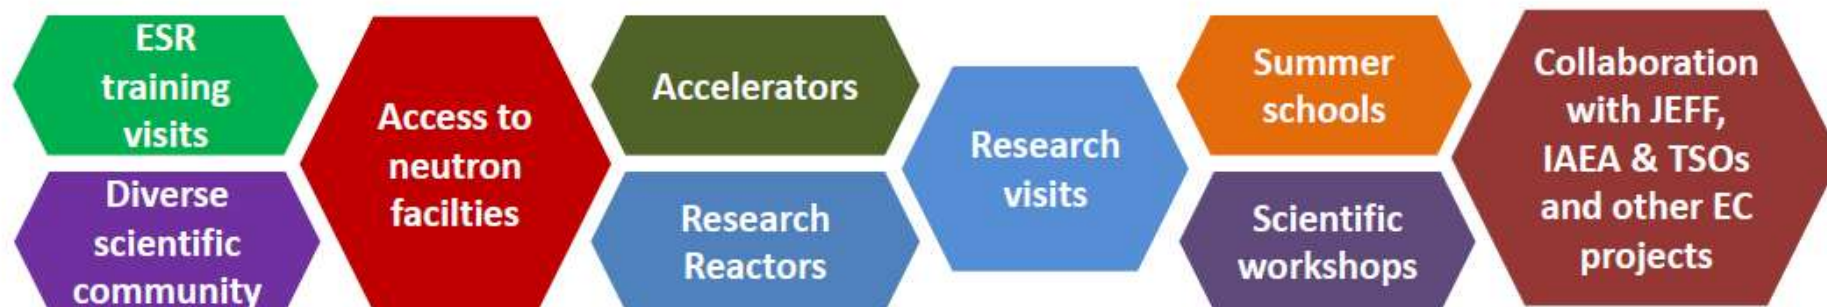 ESR
training
visits
Diverse
scientific
community
Access to
neutron
facilties
Accelerators
Research
Reactors
Research
visits
Summer
schools
Scientific
workshops
Collaboration
with JEFF,
IAEA & TSOs
and other EC
projects